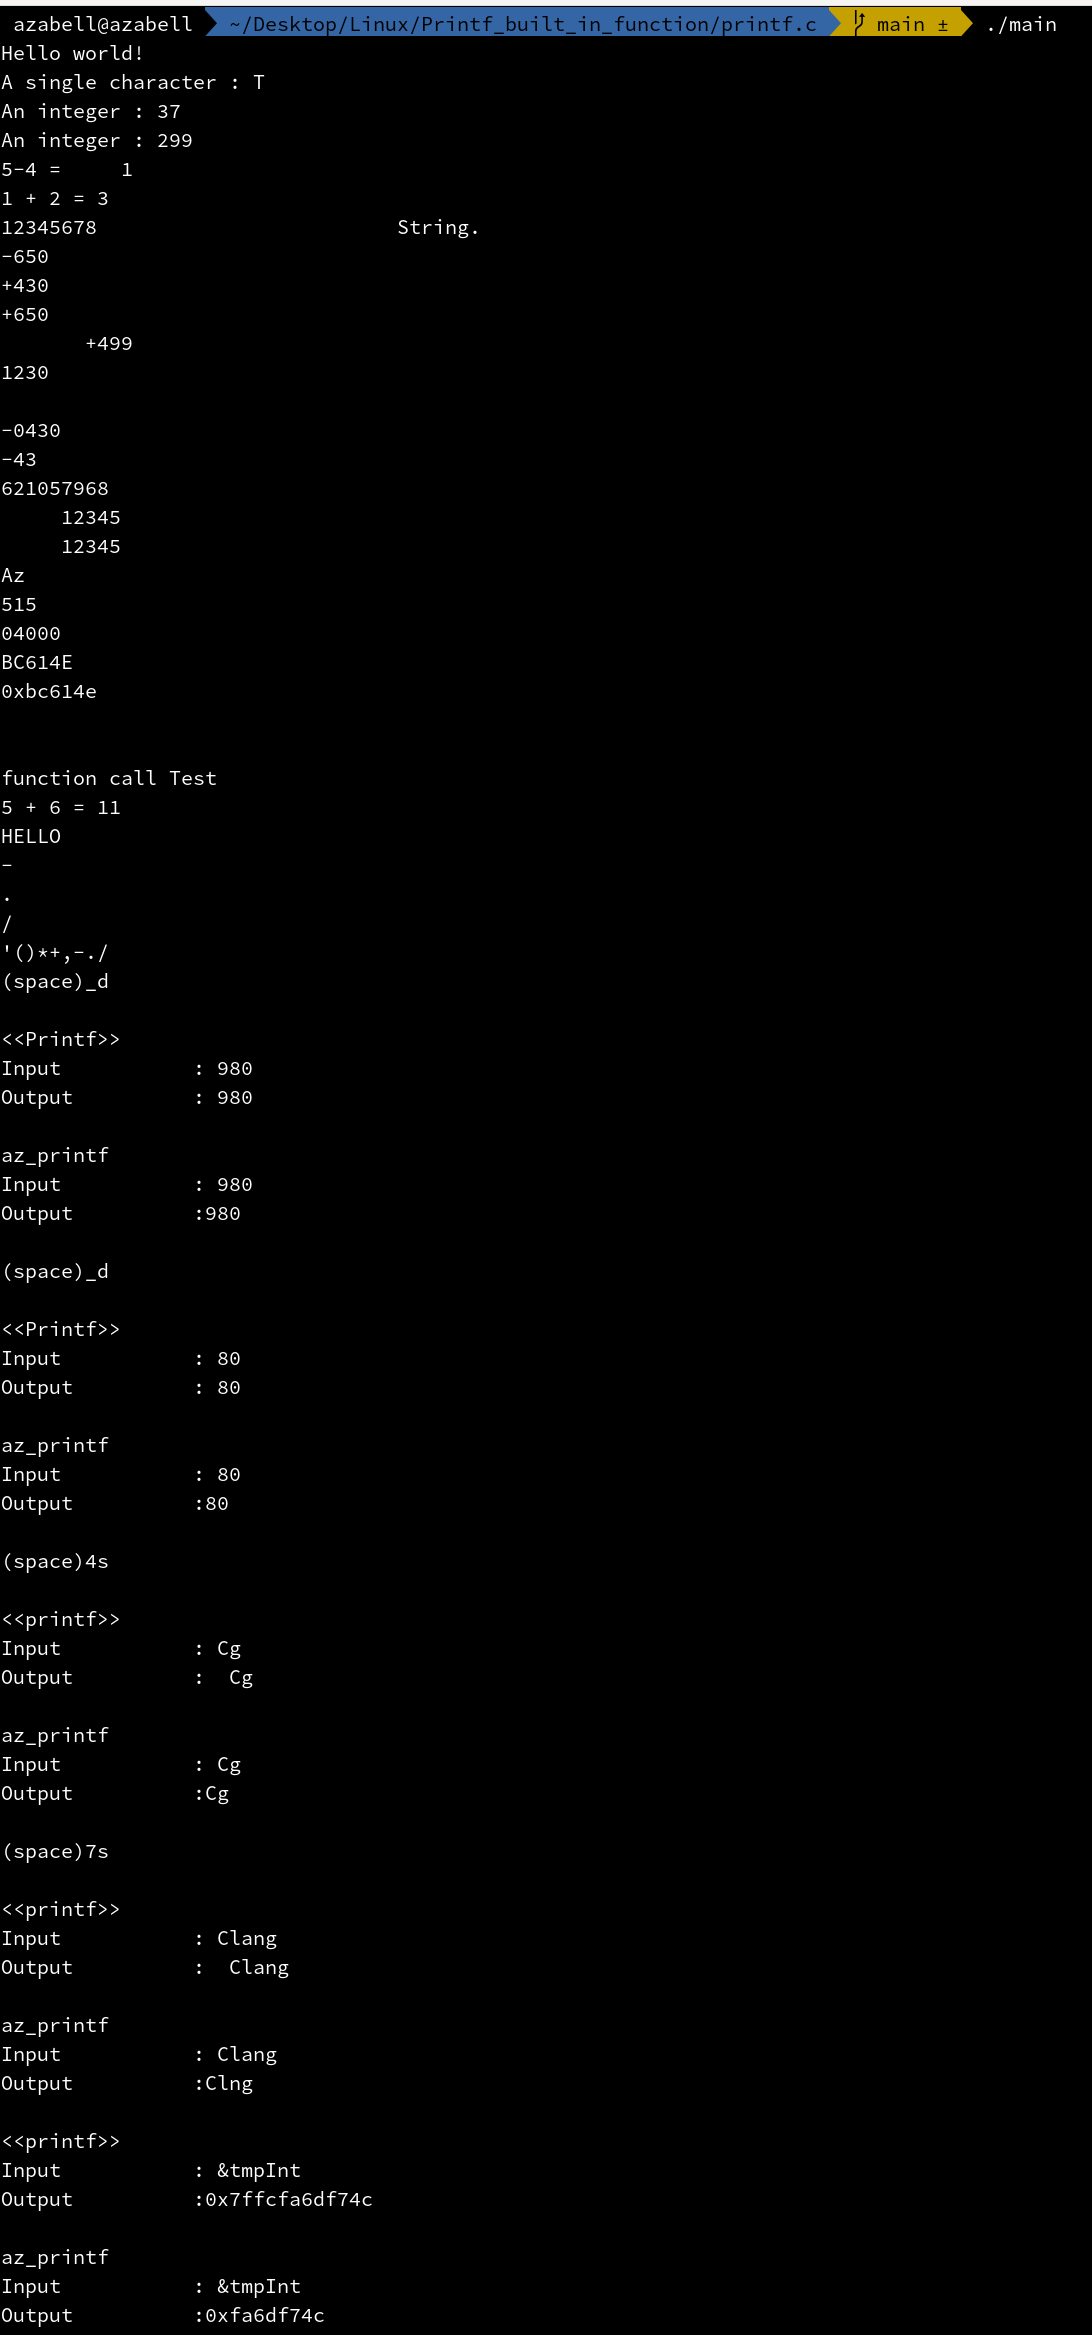 azabell@azabell ~/Desktop/Linux/Printf_built_in_function/printf.c main ± ./main
Hello world!
A single character : T
An integer : 37
An integer : 299
5-4 =     1
1 + 2 = 3
12345678                         String.
-650
+430
+650
       +499
1230
-0430
-43
621057968
     12345
     12345
Az
515
04000
BC614E
0xbc614e
function call Test
5 + 6 = 11
HELLO
-
.
/
'()*+,-./
(space)_d
<<Printf>>
Input           : 980
Output          : 980
az_printf
Input           : 980
Output          :980
(space)_d
<<Printf>>
Input           : 80
Output          : 80
az_printf
Input           : 80
Output          :80
(space)4s
<<printf>>
Input           : Cg
Output          :  Cg
az_printf
Input           : Cg
Output          :Cg
(space)7s
<<printf>>
Input           : Clang
Output          :  Clang
az_printf
Input           : Clang
Output          :Clng
<<printf>>
Input           : &tmpInt
Output          :0x7ffcfa6df74c
az_printf
Input           : &tmpInt
Output          :0xfa6df74c